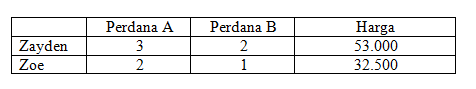 Perdana A Perdana B Harga
Zayden 3 2 53.000
Zoe 2 1 32.500